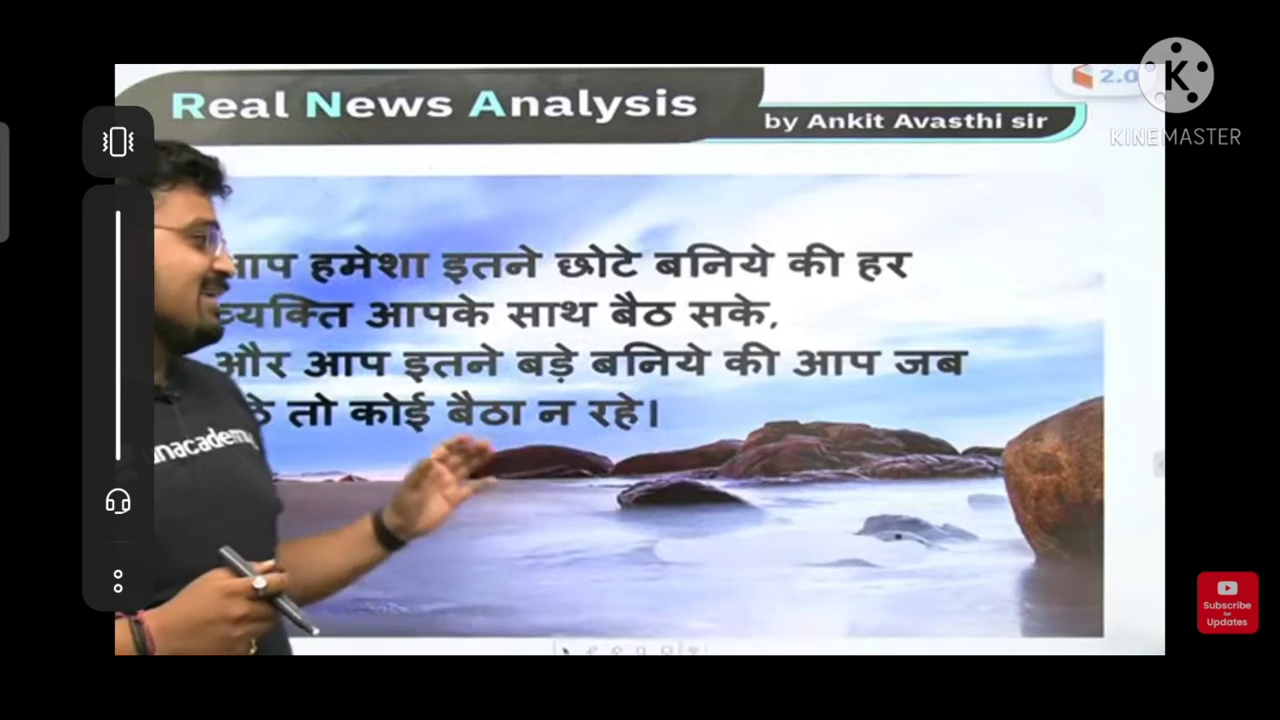 Real News Analysis
by Ankit Avasthi sir
2.0
KINEMASTER
हमेशा इतने छोटे बनिये की हर
व्यक्ति आपके साथ बैठ सके,
और आप इतने बड़े बनिये की आप जब
तो कोई बैठा न रहे।
Subscribe
for
Updates